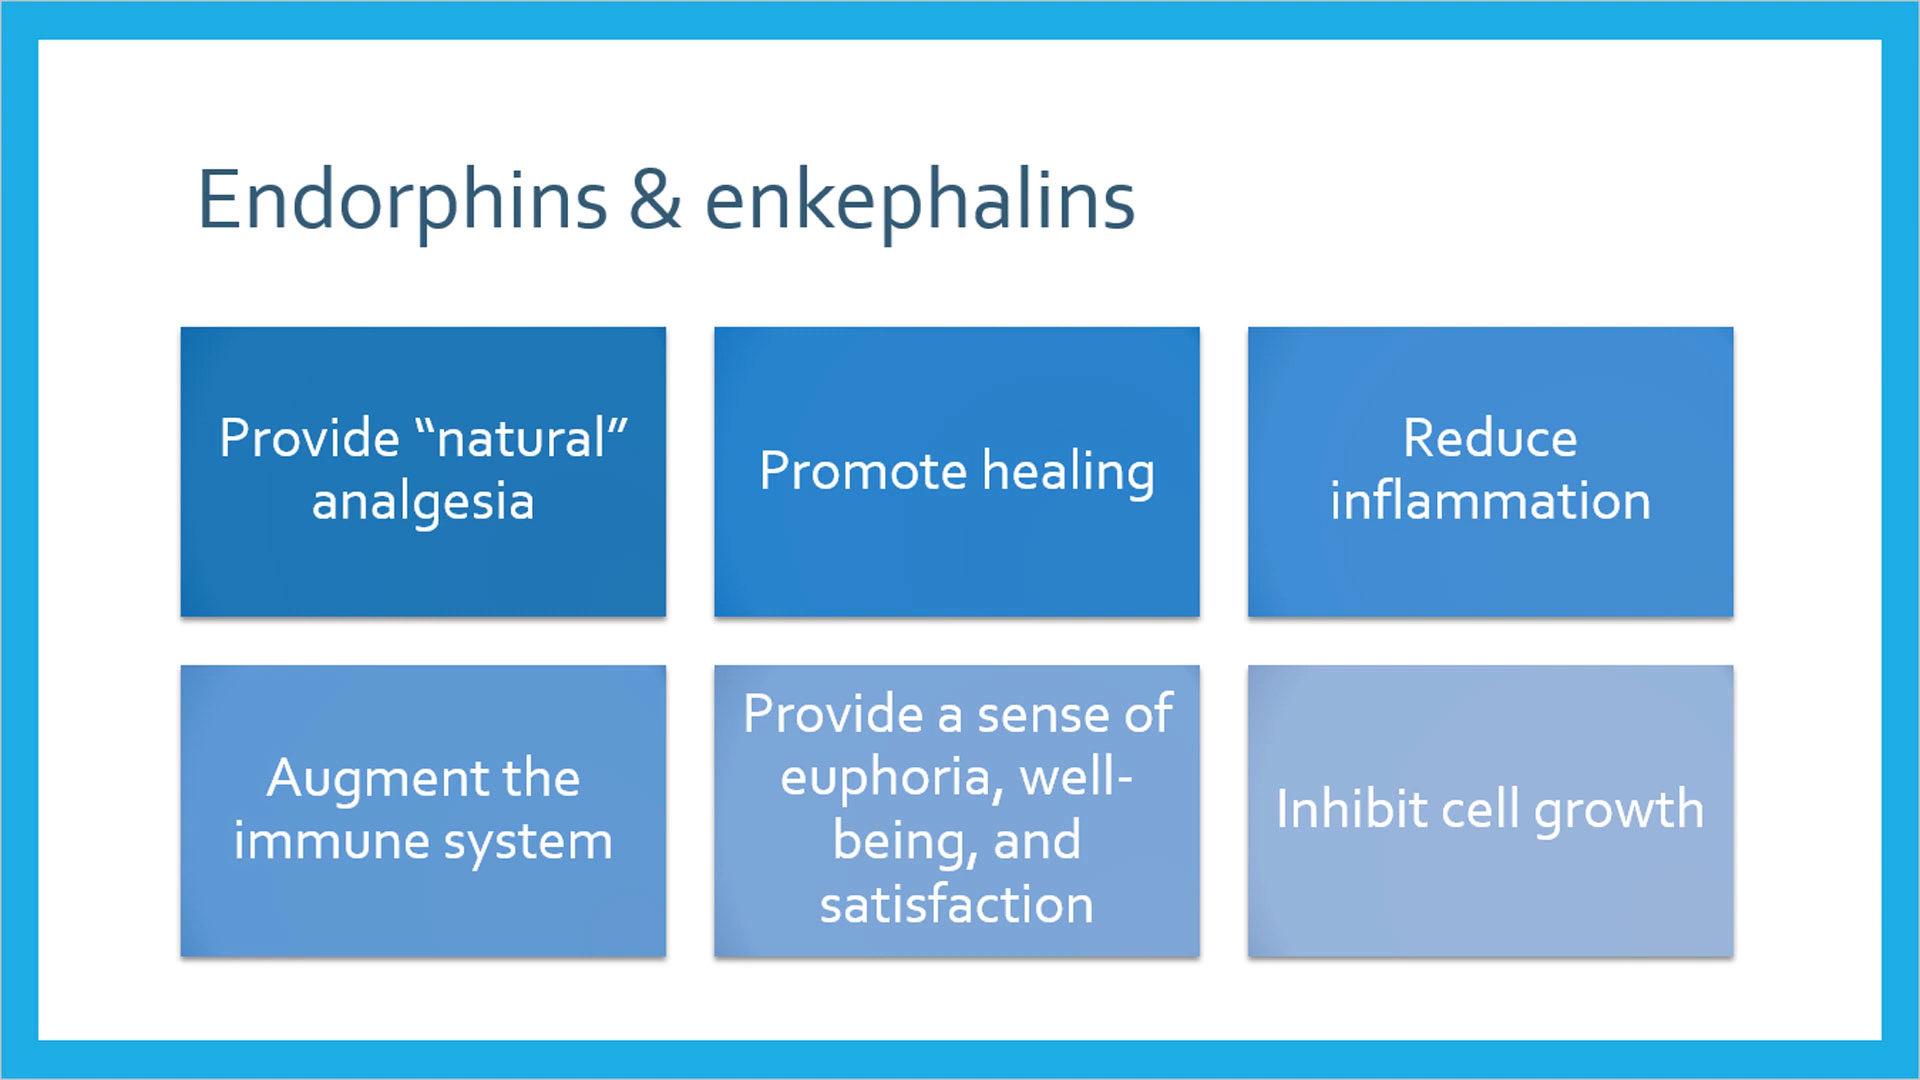 Endorphins & enkephalins
Provide “natural”
analgesia
Promote healing
Reduce
inflammation
Augment the
immune system
Provide a sense of
euphoria, well-
being, and
satisfaction
Inhibit cell growth